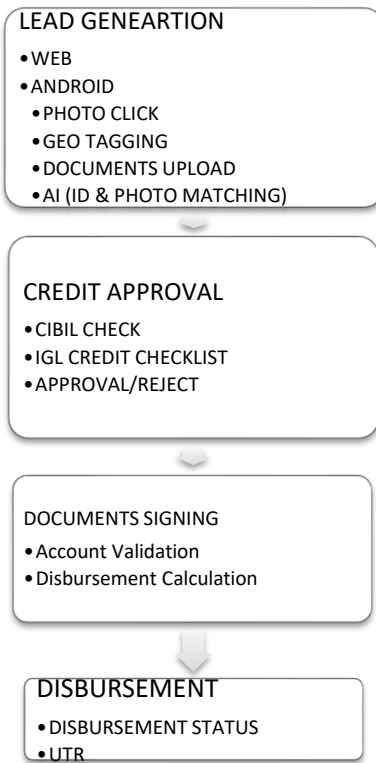 LEAD GENEARTION
•WEB
•ANDROID
•PHOTO CLICK
•GEO TAGGING
•DOCUMENTS UPLOAD
•AI (ID & PHOTO MATCHING)
CREDIT APPROVAL
•CIBIL CHECK
•IGL CREDIT CHECKLIST
•APPROVAL/REJECT
DOCUMENTS SIGNING
•Account Validation
•Disbursement Calculation
DISBURSEMENT
•DISBURSEMENT STATUS
•UTR